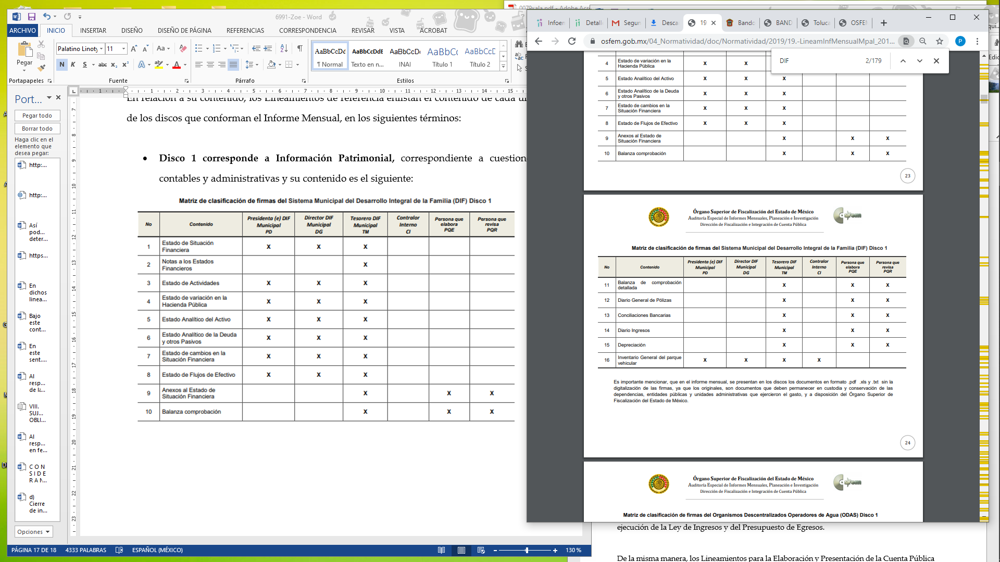 0079xala.pdf - Adobe Acro
6991-Zoe - Word
ARCHIVO INICIO INSERTAR DISEÑO DISEÑO DE PÁGINA REFERENCIAS CORRESPONDENCIA REVISAR VISTA ACROBAT
Palatino Linoty 11
Pegar
N K S abc x₂ x²
AaBbCcDd AaBbCcDdE AaBbCcDc AaBbCc AaBbCcD
¶ Normal Texto en n... INAI Título 1 Título 2
Portapapeles Fuente Párrafo Estilos
Port...
Pegar todo
Borrar todo
Haga clic en el
elemento que
desea pegar:
http:...
http:...
Así
pod...
deter...
https...
En
dichos
linea...
Bajo
este
cont...
En
este
sent....
Al
resp...
de la...
VIII.
SUJ...
OBLI...
Al
resp...
en fe...
C O N
S I D E
R A N...
d)
Cierre
de in...
Opciones
de los discos que conforman el Informe Mensual, en los siguientes términos:
• Disco 1 corresponde a Información Patrimonial, correspondiente a cuestion
contables y administrativas y su contenido es el siguiente:
Matriz de clasificación de firmas del Sistema Municipal del Desarrollo Integral de la Familia (DIF) Disco 1
No Contenido Presidenta (e) DIF Municipal PD Director DIF Municipal DG Tesorero DIF Municipal TM Contralor Interno CI Persona que elabora PQE Persona que revisa PQR
1 Estado de Situación Financiera X X X
2 Notas a los Estados Financieros X
3 Estado de Actividades X X X
4 Estado de variación en la Hacienda Pública X X X
5 Estado Analítico del Activo X X X
6 Estado Analítico de la Deuda y otros Pasivos X X X
7 Estado de cambios en la Situación Financiera X X X
8 Estado de Flujos de Efectivo X X X
9 Anexos al Estado de Situación Financiera X X X
10 Balanza comprobación X X X
PÁGINA 17 DE 18 4333 PALABRAS ESPAÑOL (MÉXICO) 130 %
Infoen Detall Segun Desca 19 Band BAND Toluca OSFEM
osfem.gob.mx/04_Normatividad/doc/Normatividad/2019/19.-LineamInfMensualMpal_201... P
DIF 2/179
4 Estado de variación en la Hacienda Pública X X
5 Estado Analítico del Activo X X X
6 Estado Analítico de la Deuda y otros Pasivos X X X
7 Estado de cambios en la Situación Financiera X X X
8 Estado de Flujos de Efectivo X X X
9 Anexos al Estado de Situación Financiera X X X
10 Balanza comprobación X X X
23
Órgano Superior de Fiscalización del Estado de México
Auditoría Especial de Informes Mensuales, Planeación e Investigación
Dirección de Fiscalización e Integración de Cuenta Pública
osfem
Matriz de clasificación de firmas del Sistema Municipal del Desarrollo Integral de la Familia (DIF) Disco 1
No Contenido Presidenta (e) DIF Municipal PD Director DIF Municipal DG Tesorero DIF Municipal TM Contralor Interno CI Persona que elabora PQE Persona que revisa PQR
11 Balanza de comprobación detallada X X X
12 Diario General de Pólizas X X X
13 Conciliaciones Bancarias X X X
14 Diario Ingresos X X X
15 Depreciación X X X
16 Inventario General del parque vehicular X X X X
Es importante mencionar, que en el informe mensual, se presentan en los discos los documentos en formato .pdf .xls y .txt sin la
digitalización de las firmas, ya que los originales, son documentos que deben permanecer en custodia y conservación de las
dependencias, entidades públicas y unidades administrativas que ejercieron el gasto, y a disposición del Órgano Superior de
Fiscalización del Estado de México.
24
Órgano Superior de Fiscalización del Estado de México
Auditoría Especial de Informes Mensuales, Planeación e Investigación
Dirección de Fiscalización e Integración de Cuenta Pública
osfem
Matriz de clasificación de firmas del Organismos Descentralizados Operadores de Agua (ODAS) Disco 1
ejecución de la Ley de Ingresos y del Presupuesto de Egresos.
De la misma manera, los Lineamientos para la Elaboración y Presentación de la Cuenta Pública